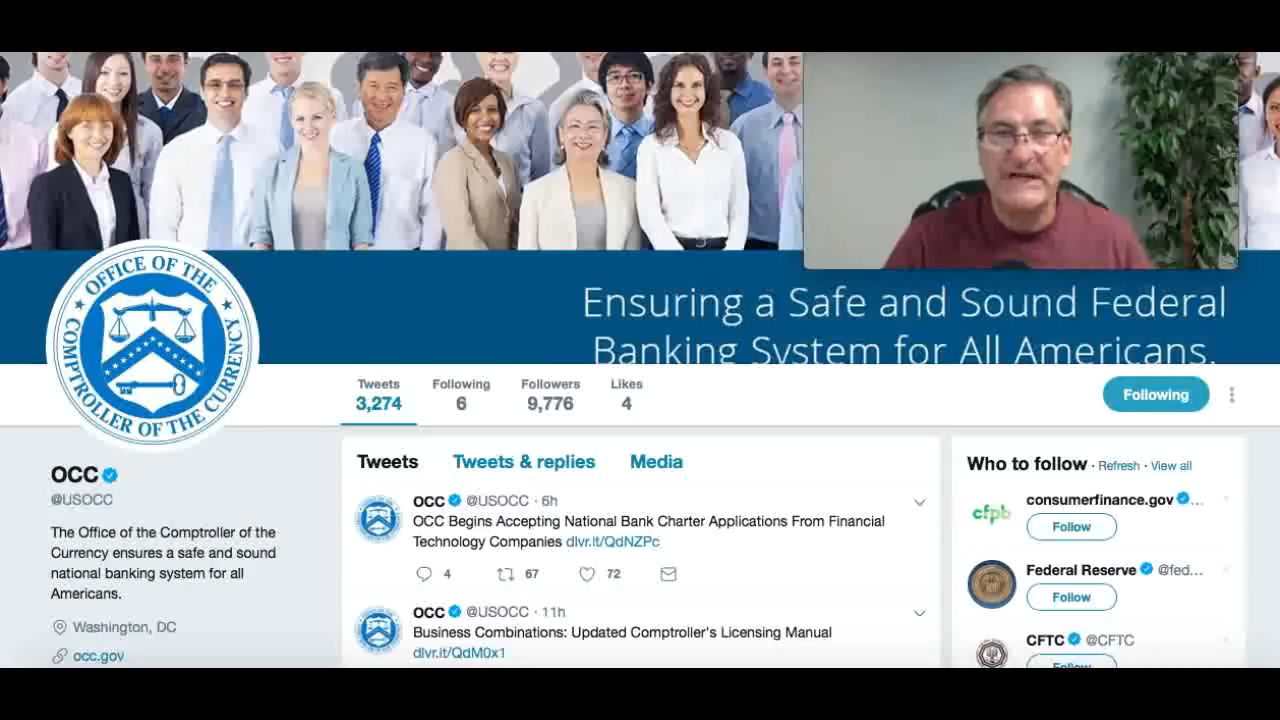 Ensuring a Safe and Sound Federal
Banking System for All Americans.
OFFICE OF THE COMPTROLLER OF THE CURRENCY
Tweets
3,274
Following
6
Followers
9,776
Likes
4
Following
OCC
@USOCC
The Office of the Comptroller of the
Currency ensures a safe and sound
national banking system for all
Americans.
Washington, DC
occ.gov
Tweets Tweets & replies Media
OCC @USOCC · 6h
OCC Begins Accepting National Bank Charter Applications From Financial
Technology Companies dlvr.it/QdNZPc
4 67 72
OCC @USOCC · 11h
Business Combinations: Updated Comptroller's Licensing Manual
dlvr.it/QdM0x1
Who to follow · Refresh · View all
cfpb
consumerfinance.gov ...
Follow
Federal Reserve @fed...
Follow
CFTC @CFTC
Follow